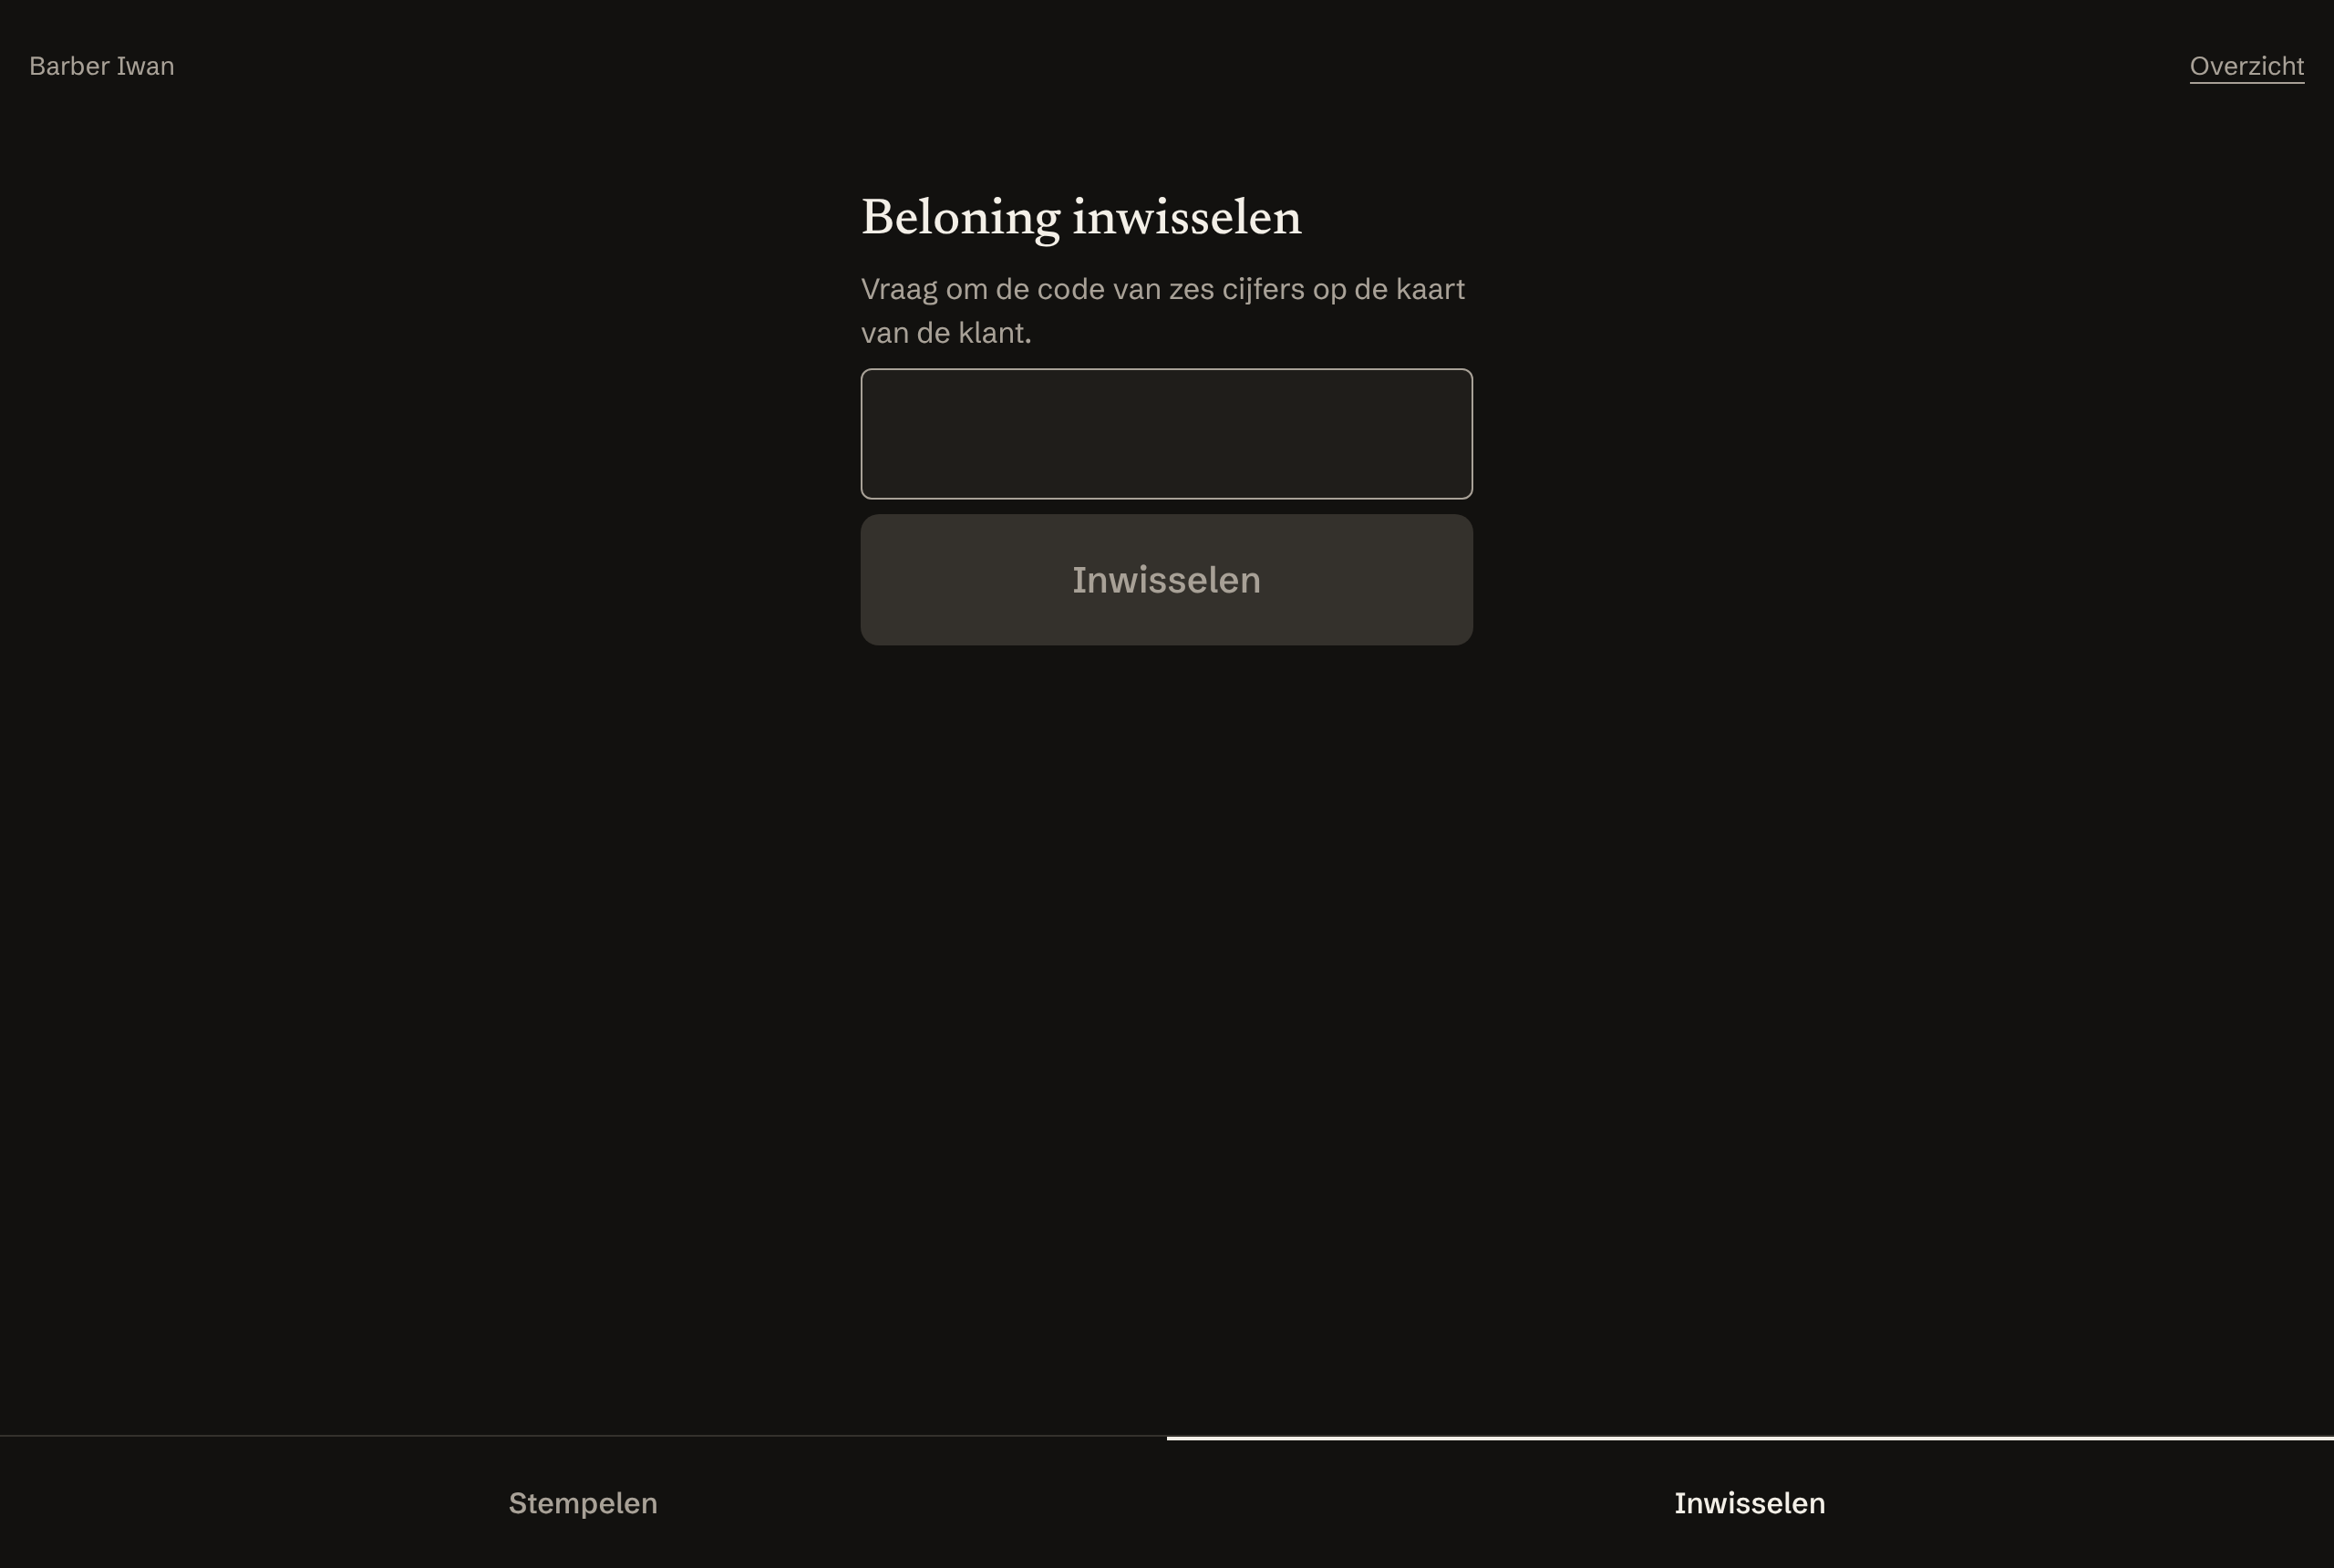 Barber Iwan
Overzicht
Beloning inwisselen
Vraag om de code van zes cijfers op de kaart
van de klant.
Inwisselen
Stempelen
Inwisselen